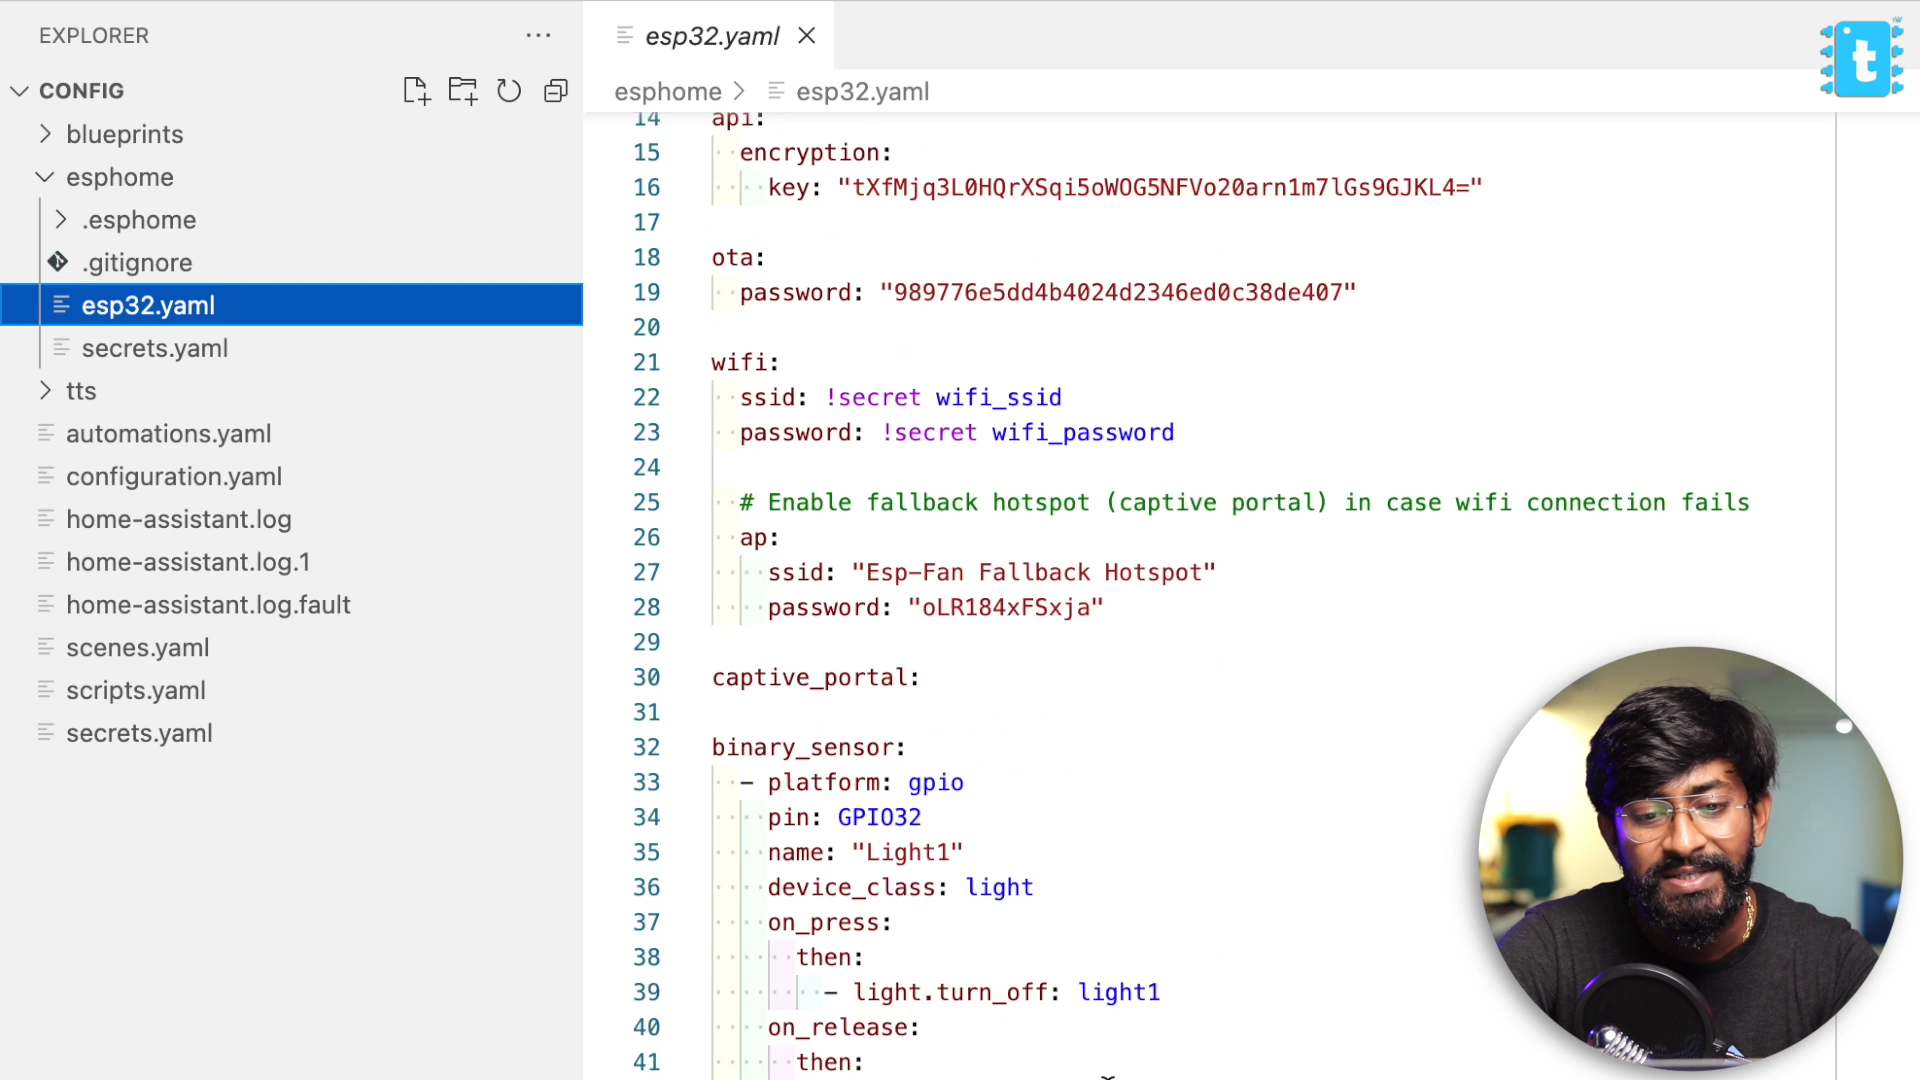 EXPLORER
CONFIG
blueprints
esphome
.esphome
.gitignore
esp32.yaml
secrets.yaml
tts
automations.yaml
configuration.yaml
home-assistant.log
home-assistant.log.1
home-assistant.log.fault
scenes.yaml
scripts.yaml
secrets.yaml
esp32.yaml
esphome > esp32.yaml
14 api:
15 encryption:
16 key: "tXfMjq3L0HQrXSqi5oWOG5NFVo20arn1m7lGs9GJKL4="
17
18 ota:
19 password: "989776e5dd4b4024d2346ed0c38de407"
20
21 wifi:
22 ssid: !secret wifi_ssid
23 password: !secret wifi_password
24
25 # Enable fallback hotspot (captive portal) in case wifi connection fails
26 ap:
27 ssid: "Esp-Fan Fallback Hotspot"
28 password: "oLR184xFSxja"
29
30 captive_portal:
31
32 binary_sensor:
33 - platform: gpio
34 pin: GPIO32
35 name: "Light1"
36 device_class: light
37 on_press:
38 then:
39 - light.turn_off: light1
40 on_release:
41 then:
t
TM